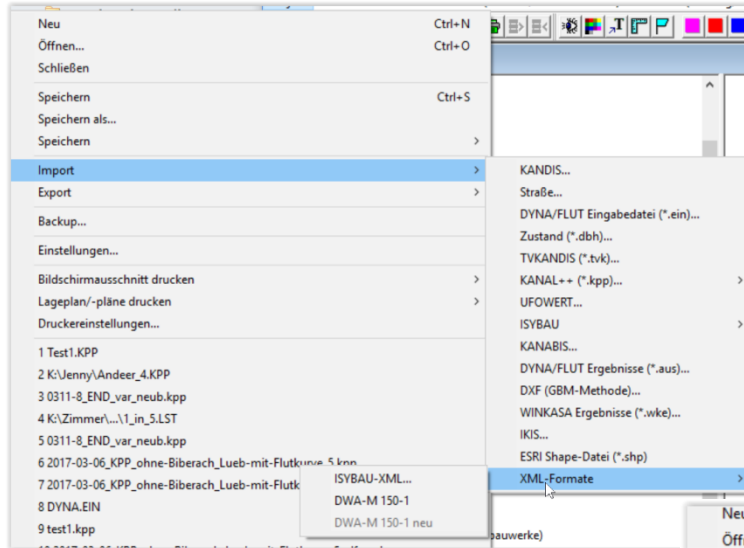 Neu Ctrl+N
Öffnen... Ctrl+O
Schließen
Speichern Ctrl+S
Speichern als...
Speichern
Import
Export
Backup...
Einstellungen...
Bildschirmausschnitt drucken
Lageplan/-pläne drucken
Druckereinstellungen...
1 Test1.KPP
2 K:\Jenny\Andeer_4.KPP
3 0311-8_END_var_neub.kpp
4 K:\Zimmer\...\1_in_5.LST
5 0311-8_END_var_neub.kpp
6 2017-03-06_KPP_ohne-Biberach_Lueb-mit-Flutkurve_5.kpp
7 2017-03-06_KPP_ohne-Biberach_Lueb-mit-Flutk
8 DYNA.EIN
9 test1.kpp
KANDIS...
Straße...
DYNA/FLUT Eingabedatei (*.ein)...
Zustand (*.dbh)...
TVKANDIS (*.tvk)...
KANAL++ (*.kpp)...
UFOWERT...
ISYBAU
KANABIS...
DYNA/FLUT Ergebnisse (*.aus)...
DXF (GBM-Methode)...
WINKASA Ergebnisse (*.wke)...
IKIS...
ESRI Shape-Datei (*.shp)
XML-Formate
ISYBAU-XML...
DWA-M 150-1
DWA-M 150-1 neu
bauwerke)
Neu
Öff